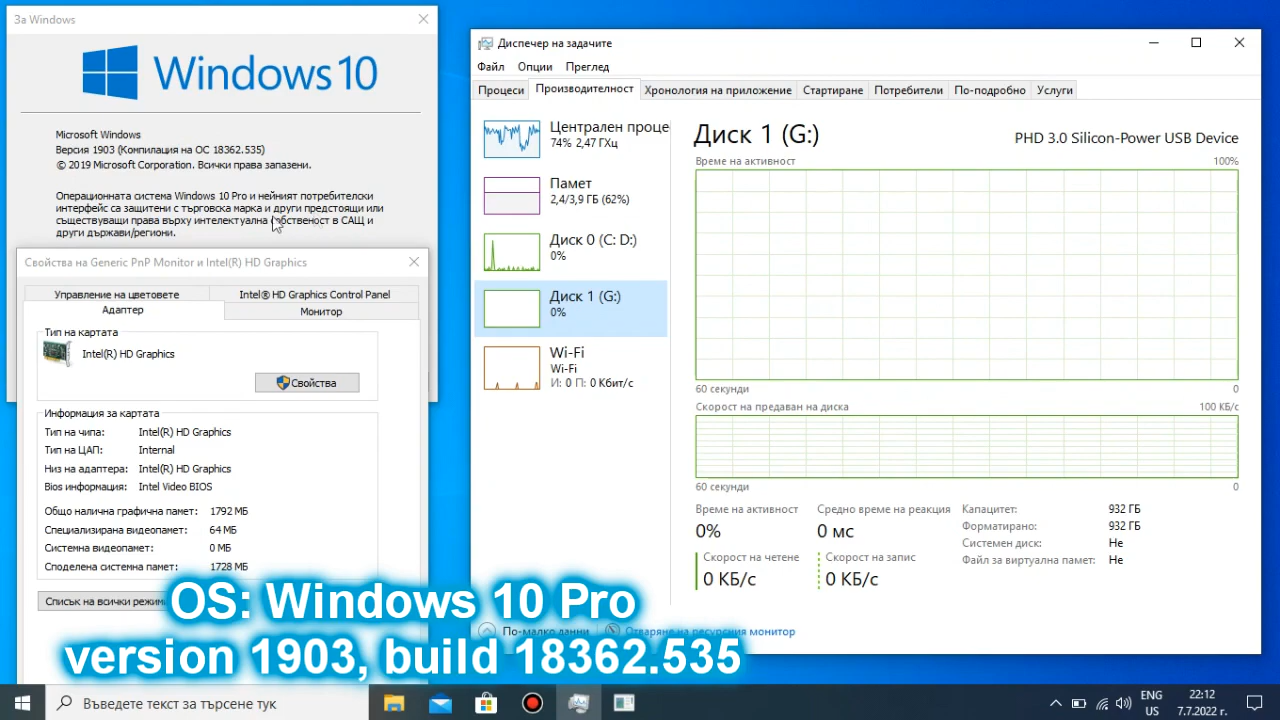 За Windows
Windows 10
Microsoft Windows
Версия 1903 (Компилация на ОС 18362.535)
© 2019 Microsoft Corporation. Всички права запазени.
Операционната система Windows 10 Pro и нейният потребителски
интерфейс са защитени с търговска марка и други предстоящи или
съществуващи права върху интелектуална собственост в САЩ и
други държави/региони.
Свойства на Generic PnP Monitor и Intel(R) HD Graphics
Управление на цветовете
Intel® HD Graphics Control Panel
Адаптер
Монитор
Тип на картата
Intel(R) HD Graphics
Свойства
Информация за картата
Тип на чипа: Intel(R) HD Graphics
Тип на ЦАП: Internal
Низ на адаптера: Intel(R) HD Graphics
Bios информация: Intel Video BIOS
Общо налична графична памет: 1792 МБ
Специализирана видеопамет: 64 МБ
Системна видеопамет: 0 МБ
Споделена системна памет: 1728 МБ
Списък на всички режими
Диспечер на задачите
Файл Опции Преглед
Процеси Производителност Хронология на приложение Стартиране Потребители По-подробно Услуги
Централен проце
74% 2,47 ГХц
Памет
2,4/3,9 ГБ (62%)
Диск 0 (C: D:)
0%
Диск 1 (G:)
0%
Wi-Fi
Wi-Fi
И: 0 П: 0 Кбит/с
Диск 1 (G:)
PHD 3.0 Silicon-Power USB Device
Време на активност 100%
60 секунди 0
Скорост на предаван на диска 100 КБ/с
60 секунди 0
Време на активност
0%
Средно време на реакция
0 мс
Скорост на четене
0 КБ/с
Скорост на запис
0 КБ/с
Капацитет: 932 ГБ
Форматирано: 932 ГБ
Системен диск: Не
Файл за виртуална памет: Не
По-малко данни
Отваряне на ресурсния монитор
OS: Windows 10 Pro
version 1903, build 18362.535
Въведете текст за търсене тук
ENG
US
22:12
7.7.2022 г.